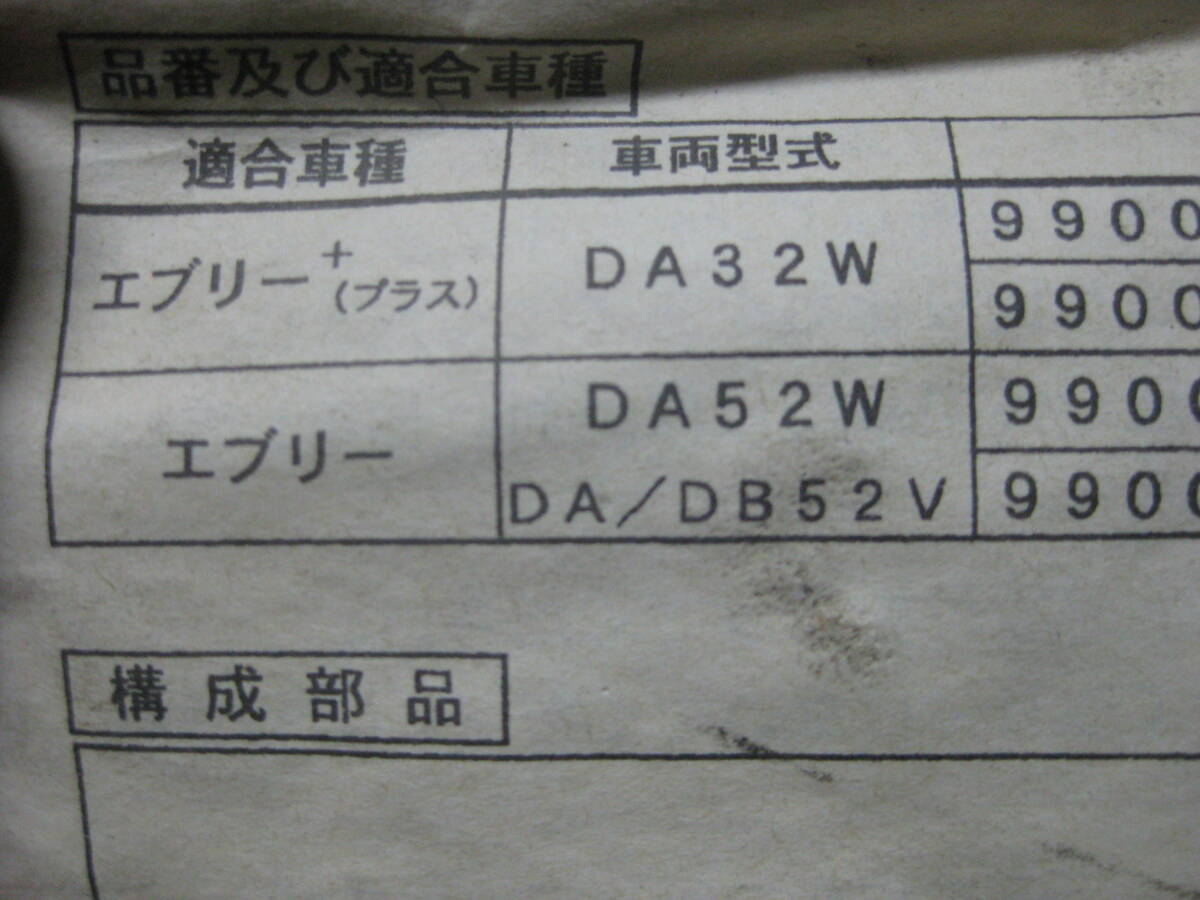 品番及び適合車種
適合車種 車両型式
エブリー+(プラス) DA32W 9900
9900
エブリー DA52W 9900
DA/DB52V 9900
構成部品